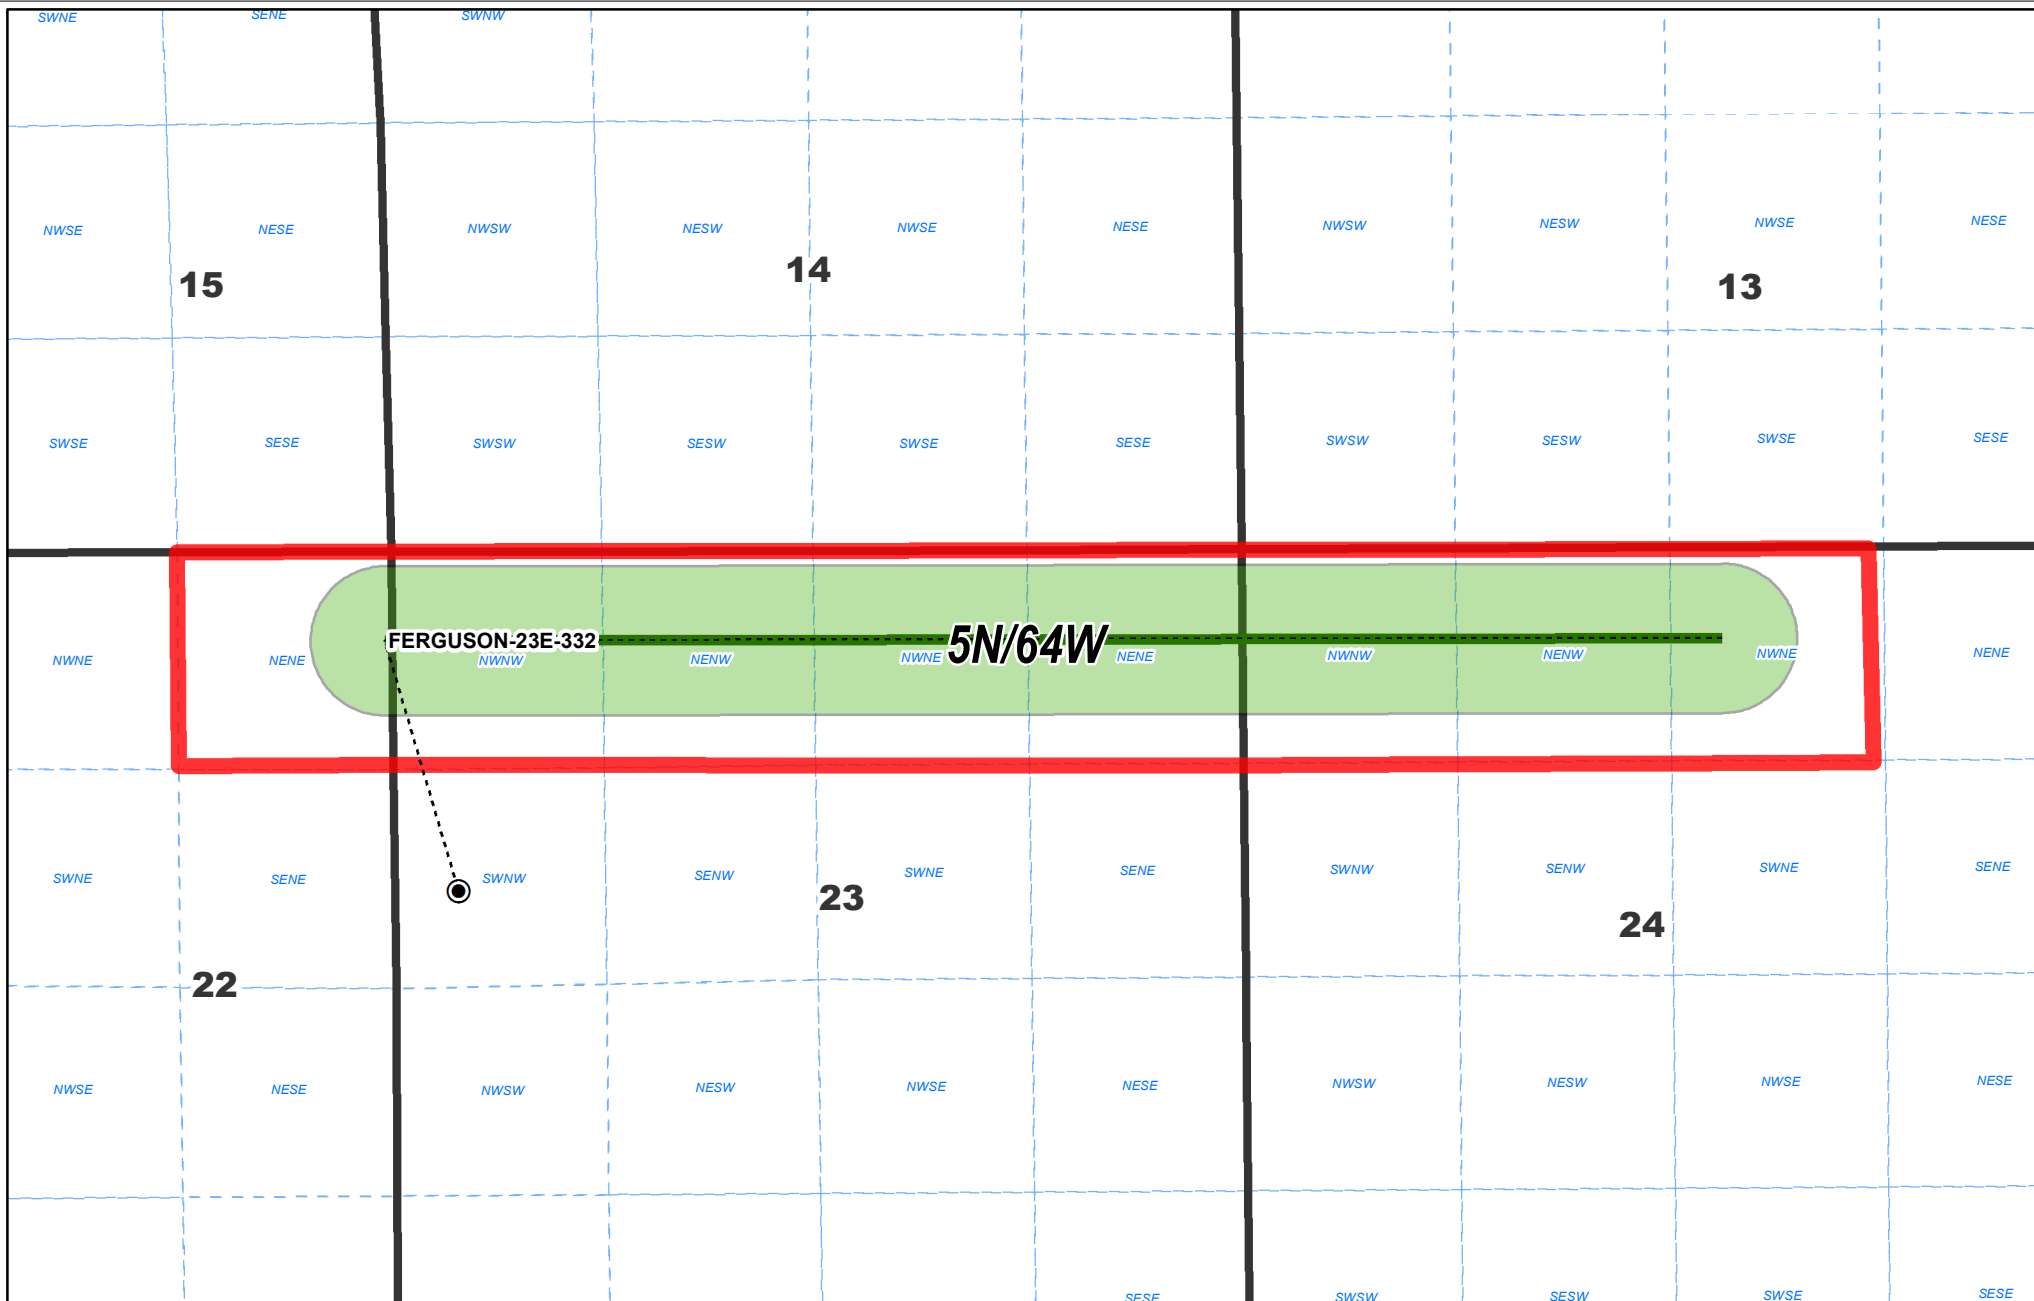 SWNE SENE SWNW
NWSE NESE NWSW NESW NWSE NESE NWSW NESW NWSE NESE
15 14 13
SWSE SESE SWSW SESW SWSE SESE SWSW SESW SWSE SESE
FERGUSON-23E-332 5N/64W
NWNE NENE NWNW NENW NWNE NENE NWNW NENW NWNE NENE
SWNE SENE SWNW SENW SWNE SENE SWNW SENW SWNE SENE
23 24
22
NWSE NESE NWSW NESW NWSE NESE NWSW NESW NWSE NESE
SESE SWSW SESW SWSE SESE